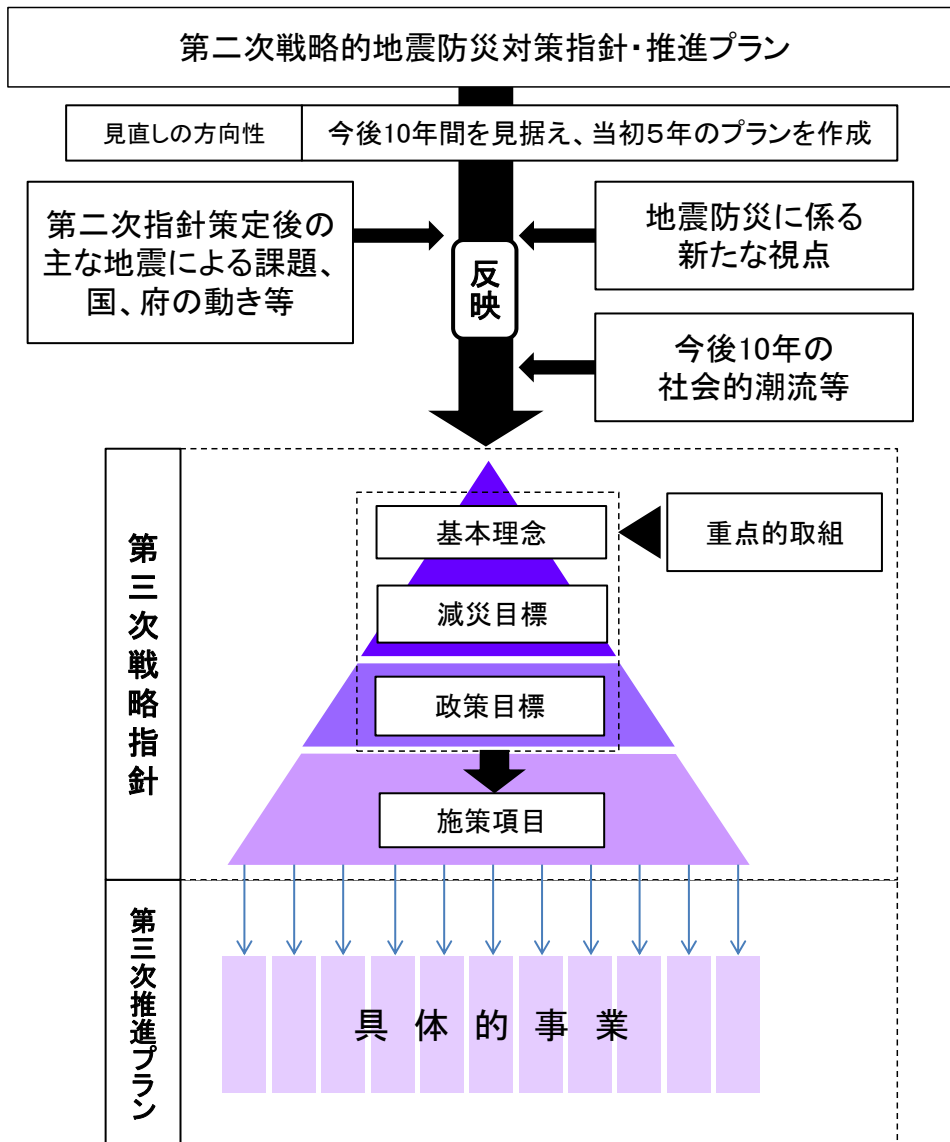 第二次戦略的地震防災対策指針・推進プラン
見直しの方向性
今後10年間を見据え、当初５年のプランを作成
第二次指針策定後の
主な地震による課題、
国、府の動き等
地震防災に係る
新たな視点
反映
今後10年の
社会的潮流等
第三次戦略指針
基本理念
重点的取組
減災目標
政策目標
施策項目
第三次推進プラン
具体的事業